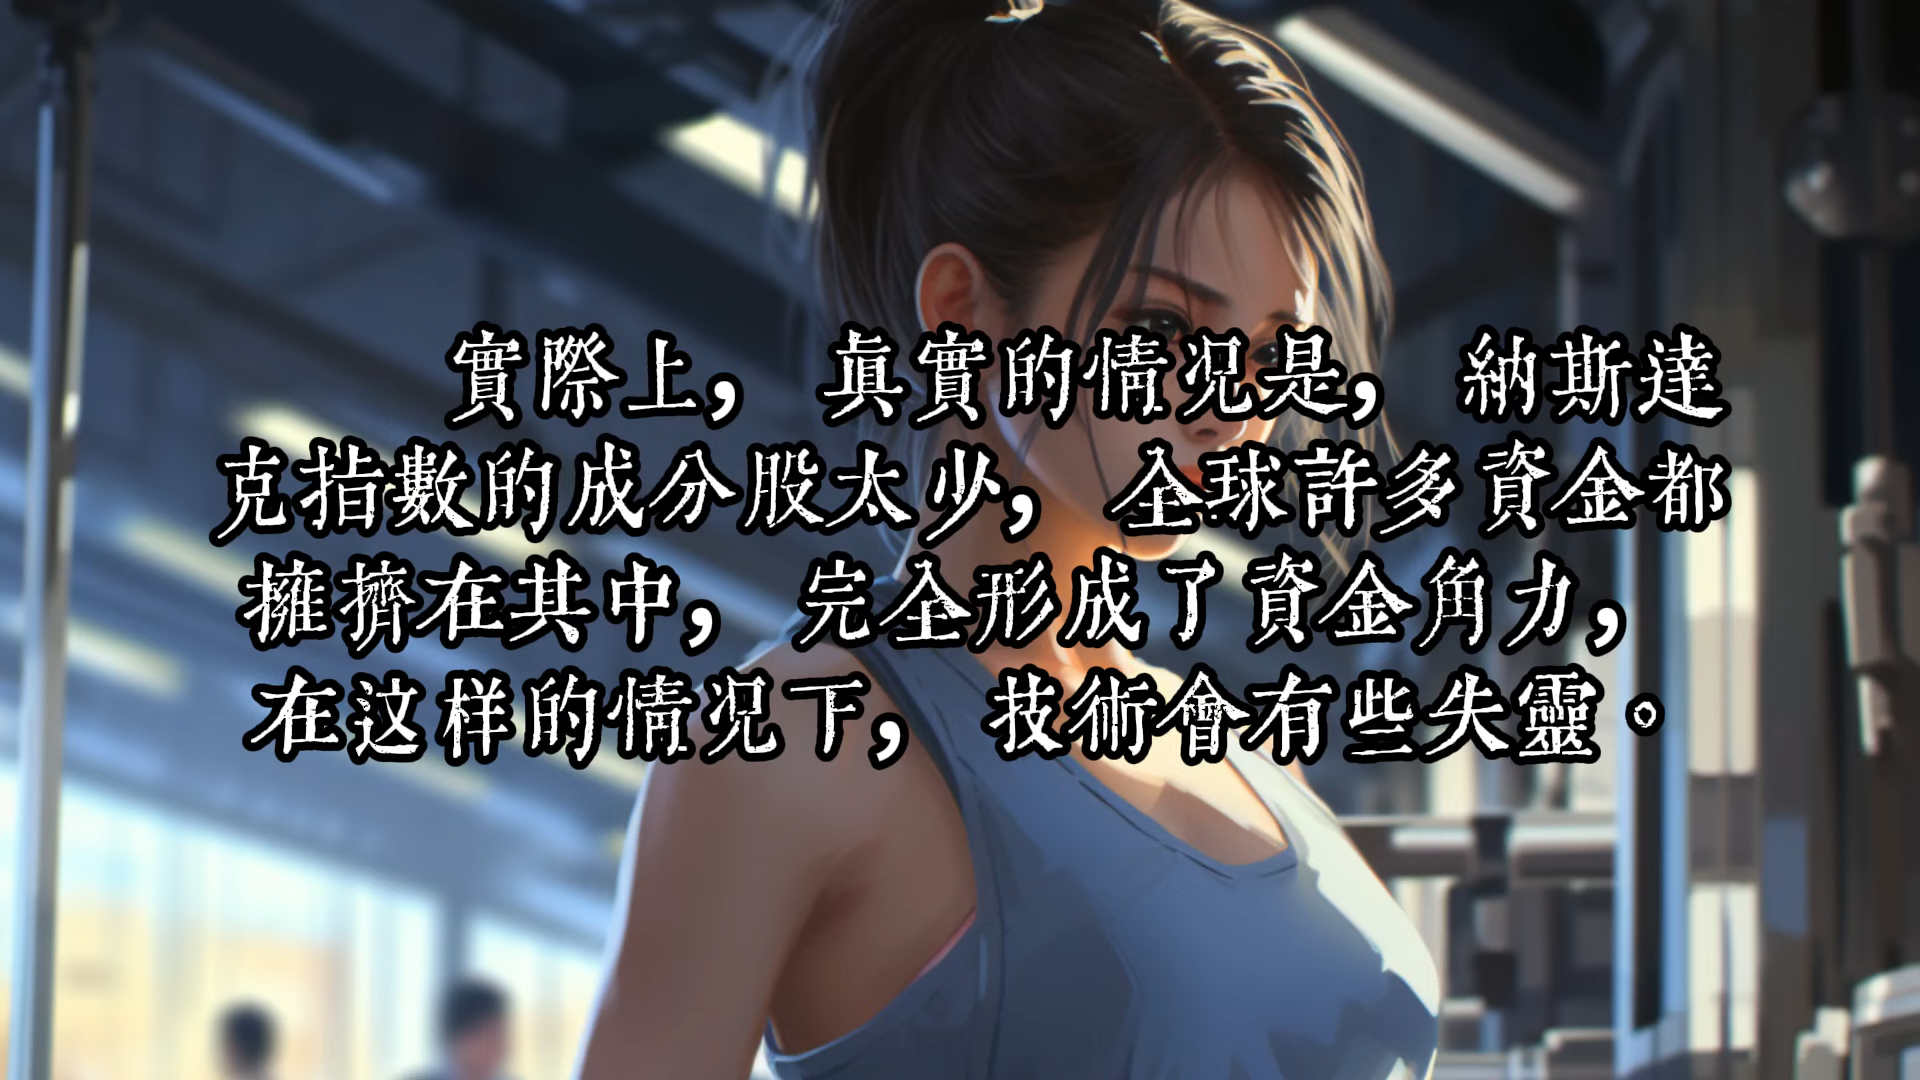 實際上，真實的情况是，納斯達
克指數的成分股太少，全球許多資金都
擁擠在其中，完全形成了資金角力，
在这样的情况下，技術會有些失靈。